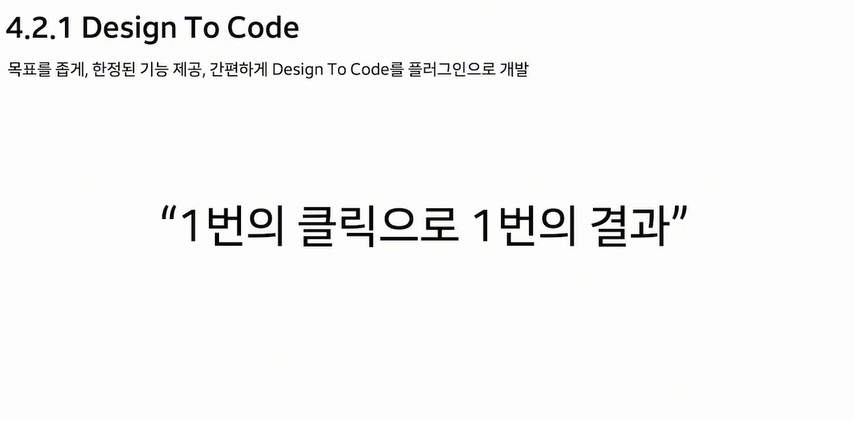 4.2.1 Design To Code
목표를 좁게, 한정된 기능 제공, 간편하게 Design To Code를 플러그인으로 개발
“1번의 클릭으로 1번의 결과”